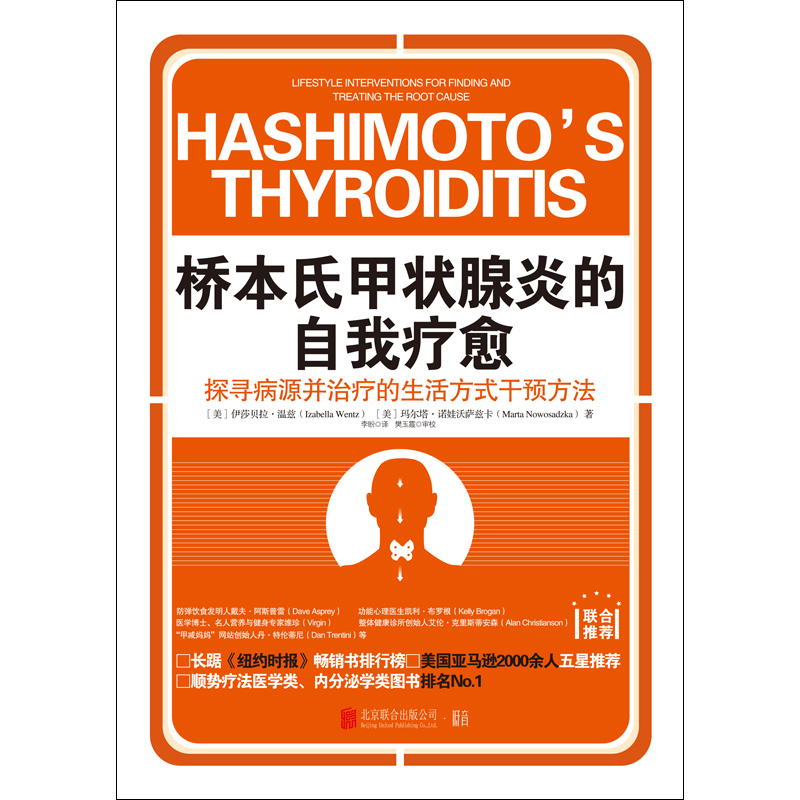 LIFESTYLE INTERVENTIONS FOR FINDING AND
TREATING THE ROOT CAUSE
HASHIMOTO'S
THYROIDITIS
桥本氏甲状腺炎的
自我疗愈
探寻病源并治疗的生活方式干预方法
［美］伊莎贝拉·温兹（Izabella Wentz）［美］玛尔塔·诺娃沃萨兹卡（Marta Nowosadzka）著
李盼◎译 樊玉霞◎审校
防弹饮食发明人戴夫·阿斯普雷（Dave Asprey） 功能心理医生凯利·布罗根（Kelly Brogan）
医学博士、名人营养与健身专家维珍（Virgin） 整体健康诊所创始人艾伦·克里斯蒂安森（Alan Christianson）
“甲减妈妈”网站创始人丹·特伦蒂尼（Dan Trentini）等
联合
推荐
□长踞《纽约时报》畅销书排行榜□美国亚马逊2000余人五星推荐
□顺势疗法医学类、内分泌学类图书排名No.1
北京联合出版公司
Beijing United Publishing Co.,Ltd.